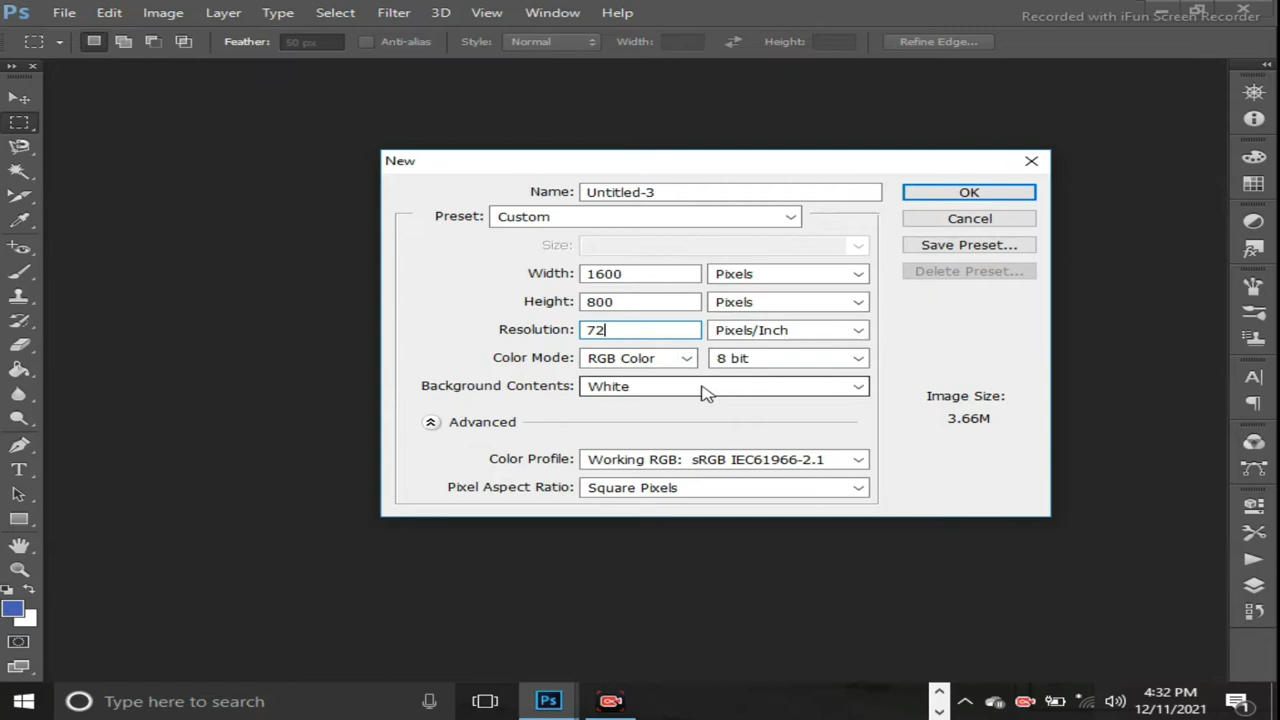 Ps File Edit Image Layer Type Select Filter 3D View Window Help
Recorded with iFun Screen Recorder
Feather: 50 px Anti-alias Style: Normal Width: Height: Refine Edge...
New
Name: Untitled-3 OK
Preset: Custom Cancel
Size: Save Preset...
Width: 1600 Pixels Delete Preset...
Height: 800 Pixels
Resolution: 72 Pixels/Inch
Color Mode: RGB Color 8 bit
Background Contents: White Image Size:
3.66M
Advanced
Color Profile: Working RGB: sRGB IEC61966-2.1
Pixel Aspect Ratio: Square Pixels
Type here to search Ps 4:32 PM
12/11/2021 1